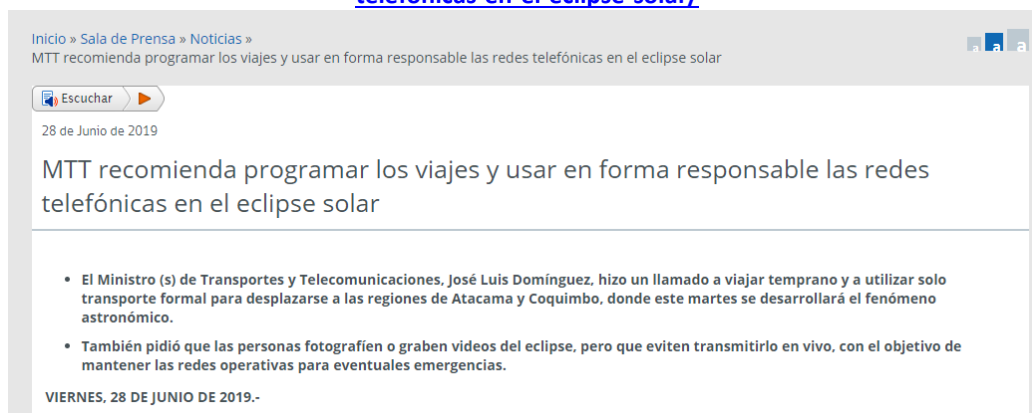 telefonicas-en-el-eclipse-solar/
Inicio » Sala de Prensa » Noticias »
MTT recomienda programar los viajes y usar en forma responsable las redes telefónicas en el eclipse solar
a a a
Escuchar
28 de Junio de 2019
MTT recomienda programar los viajes y usar en forma responsable las redes
telefónicas en el eclipse solar
• El Ministro (s) de Transportes y Telecomunicaciones, José Luis Domínguez, hizo un llamado a viajar temprano y a utilizar solo
transporte formal para desplazarse a las regiones de Atacama y Coquimbo, donde este martes se desarrollará el fenómeno
astronómico.
• También pidió que las personas fotografíen o graben videos del eclipse, pero que eviten transmitirlo en vivo, con el objetivo de
mantener las redes operativas para eventuales emergencias.
VIERNES, 28 DE JUNIO DE 2019.-